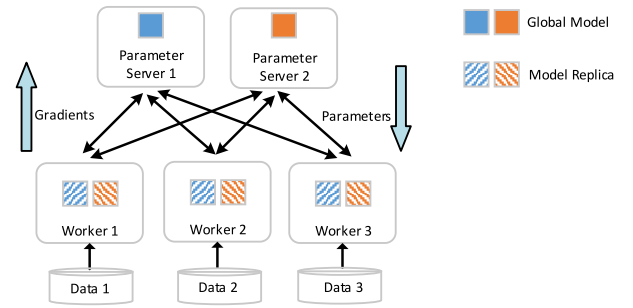 Parameter
Server 1
Parameter
Server 2
Global Model
Model Replica
Gradients
Parameters
Worker 1
Worker 2
Worker 3
Data 1
Data 2
Data 3